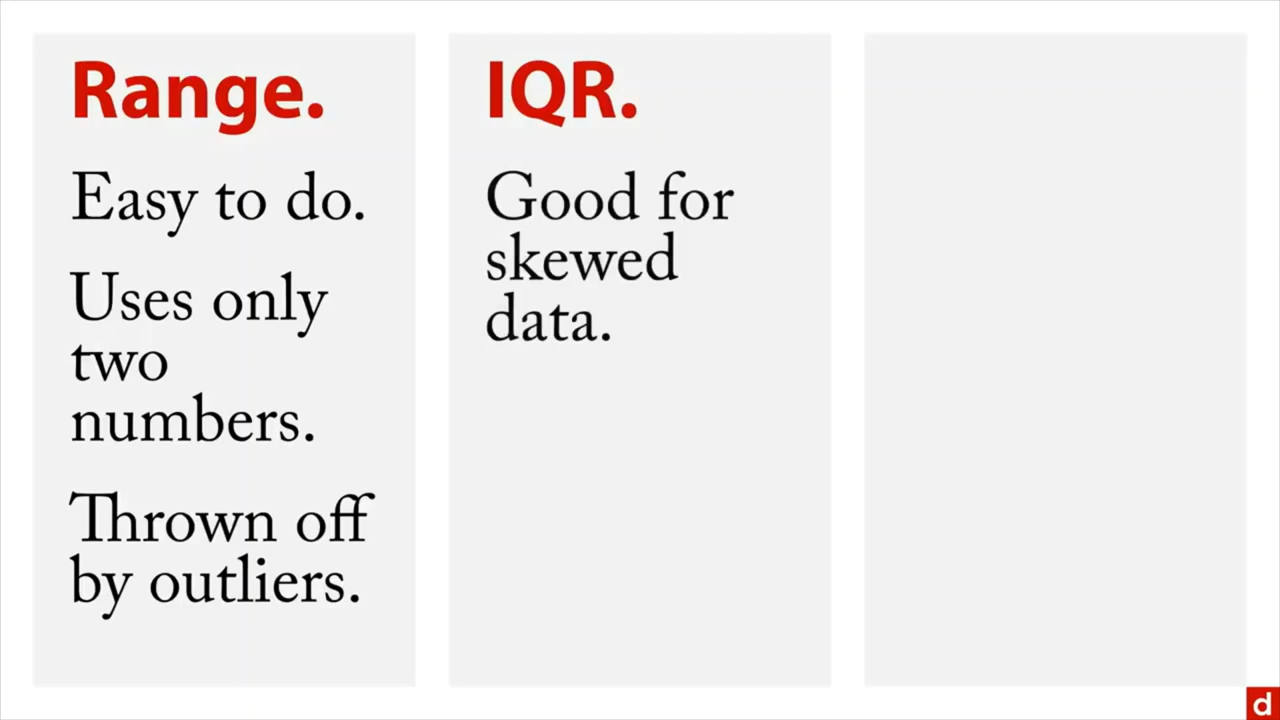 Range.
Easy to do.
Uses only
two
numbers.
Thrown off
by outliers.
IQR.
Good for
skewed
data.
d